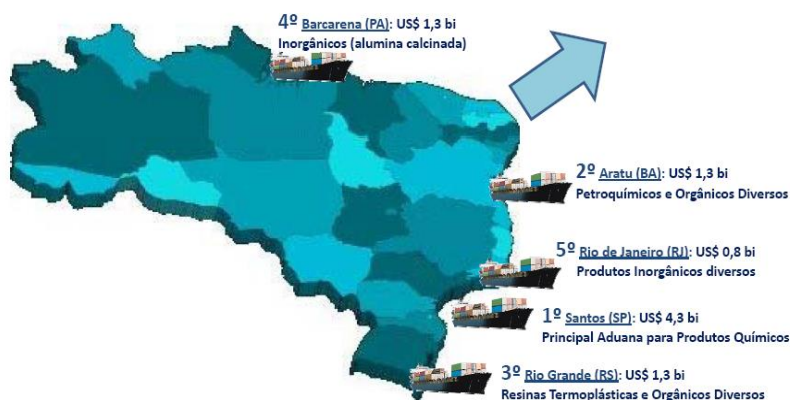 4º Barcarena (PA): US$ 1,3 bi
Inorgânicos (alumina calcinada)
2º Aratu (BA): US$ 1,3 bi
Petroquímicos e Orgânicos Diversos
5º Rio de Janeiro (RJ): US$ 0,8 bi
Produtos Inorgânicos diversos
1º Santos (SP): US$ 4,3 bi
Principal Aduana para Produtos Químicos
3º Rio Grande (RS): US$ 1,3 bi
Resinas Termoplásticas e Orgânicos Diversos